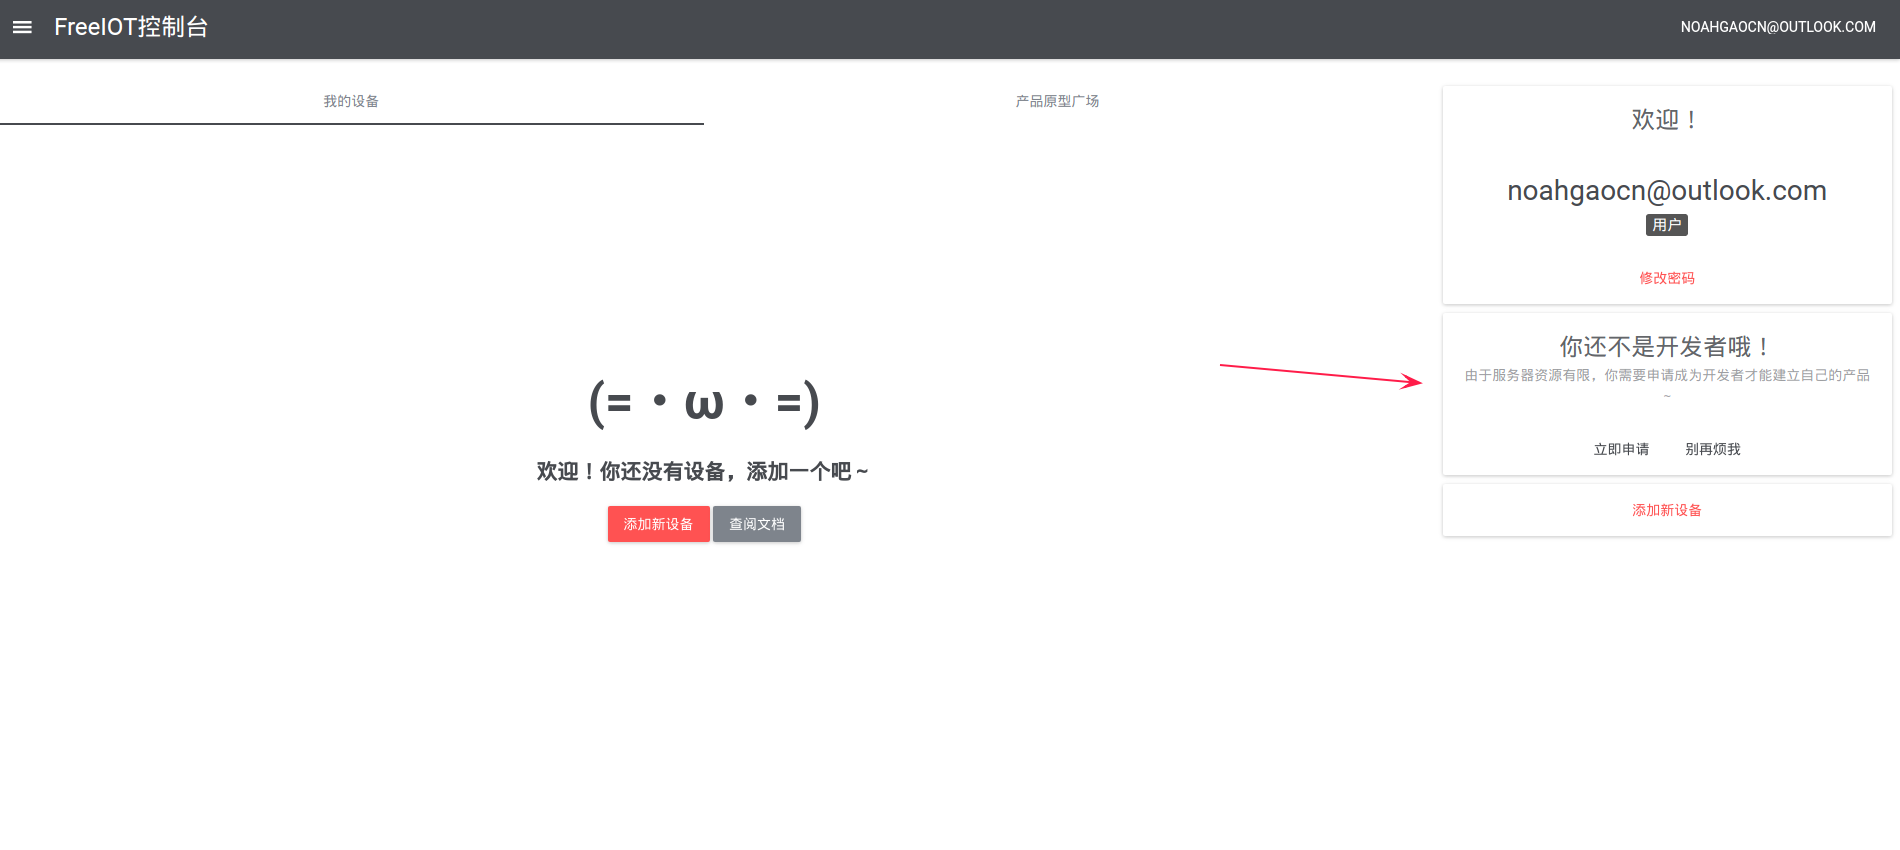 FreeIOT控制台
NOAHGAOCN@OUTLOOK.COM
我的设备
产品原型广场
(=・ω・=)
欢迎！你还没有设备，添加一个吧～
添加新设备
查阅文档
欢迎！
noahgaocn@outlook.com
用户
修改密码
你还不是开发者哦！
由于服务器资源有限，你需要申请成为开发者才能建立自己的产品
～
立即申请
别再烦我
添加新设备